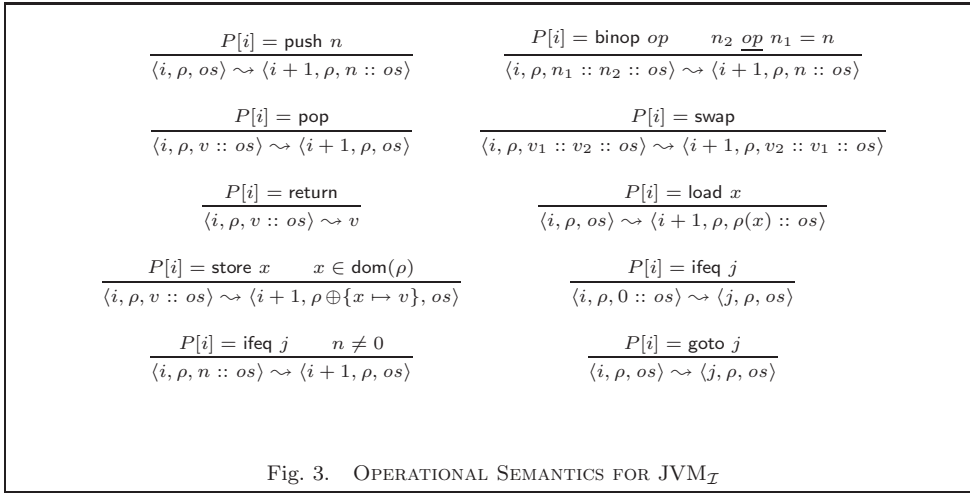 P[i] = push n    P[i] = binop op    n₂ op n₁ = n
⟨i, ρ, os⟩ ⇝ ⟨i + 1, ρ, n :: os⟩    ⟨i, ρ, n₁ :: n₂ :: os⟩ ⇝ ⟨i + 1, ρ, n :: os⟩
P[i] = pop    P[i] = swap
⟨i, ρ, v :: os⟩ ⇝ ⟨i + 1, ρ, os⟩    ⟨i, ρ, v₁ :: v₂ :: os⟩ ⇝ ⟨i + 1, ρ, v₂ :: v₁ :: os⟩
P[i] = return    P[i] = load x
⟨i, ρ, v :: os⟩ ⇝ v    ⟨i, ρ, os⟩ ⇝ ⟨i + 1, ρ, ρ(x) :: os⟩
P[i] = store x    x ∈ dom(ρ)    P[i] = ifeq j
⟨i, ρ, v :: os⟩ ⇝ ⟨i + 1, ρ ⊕ {x ↦ v}, os⟩    ⟨i, ρ, 0 :: os⟩ ⇝ ⟨j, ρ, os⟩
P[i] = ifeq j    n ≠ 0    P[i] = goto j
⟨i, ρ, n :: os⟩ ⇝ ⟨i + 1, ρ, os⟩    ⟨i, ρ, os⟩ ⇝ ⟨j, ρ, os⟩
Fig. 3. Operational Semantics for JVM_ℐ